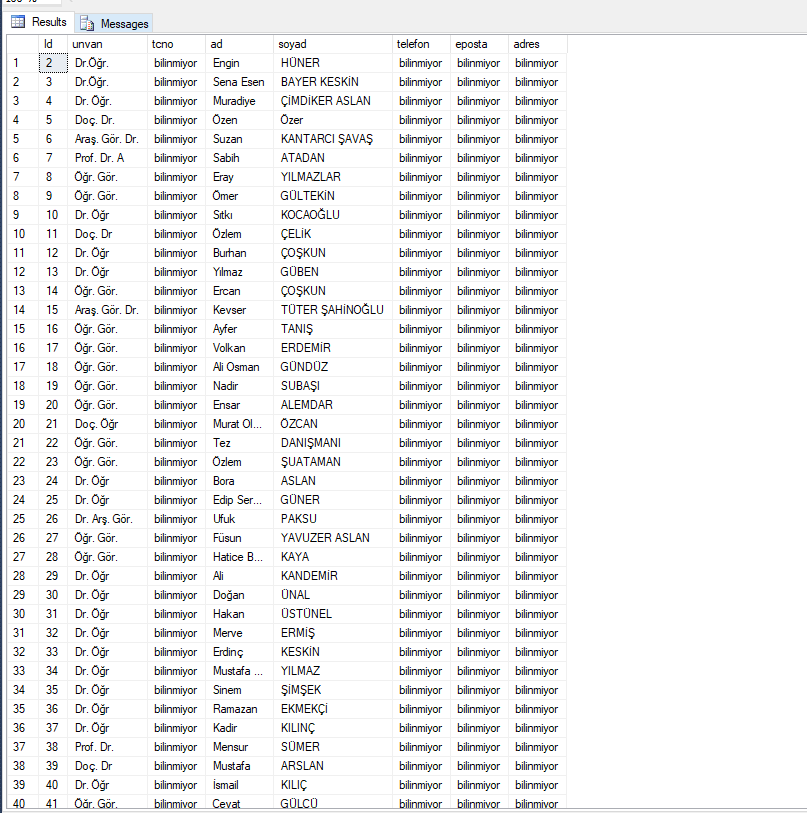 Results Messages
Id unvan tcno ad soyad telefon eposta adres
1 2 Dr.Öğr. bilinmiyor Engin HÜNER bilinmiyor bilinmiyor bilinmiyor
2 3 Dr.Öğr. bilinmiyor Sena Esen BAYER KESKİN bilinmiyor bilinmiyor bilinmiyor
3 4 Dr. Öğr. bilinmiyor Muradiye ÇİMDİKER ASLAN bilinmiyor bilinmiyor bilinmiyor
4 5 Doç. Dr. bilinmiyor Özen Özer bilinmiyor bilinmiyor bilinmiyor
5 6 Araş. Gör. Dr. bilinmiyor Suzan KANTARCI ŞAVAŞ bilinmiyor bilinmiyor bilinmiyor
6 7 Prof. Dr. A bilinmiyor Sabih ATADAN bilinmiyor bilinmiyor bilinmiyor
7 8 Öğr. Gör. bilinmiyor Eray YILMAZLAR bilinmiyor bilinmiyor bilinmiyor
8 9 Öğr. Gör. bilinmiyor Ömer GÜLTEKİN bilinmiyor bilinmiyor bilinmiyor
9 10 Dr. Öğr bilinmiyor Sıtkı KOCAOĞLU bilinmiyor bilinmiyor bilinmiyor
10 11 Doç. Dr bilinmiyor Özlem ÇELİK bilinmiyor bilinmiyor bilinmiyor
11 12 Dr. Öğr bilinmiyor Burhan ÇOŞKUN bilinmiyor bilinmiyor bilinmiyor
12 13 Dr. Öğr bilinmiyor Yılmaz GÜBEN bilinmiyor bilinmiyor bilinmiyor
13 14 Öğr. Gör. bilinmiyor Ercan ÇOŞKUN bilinmiyor bilinmiyor bilinmiyor
14 15 Araş. Gör. Dr. bilinmiyor Kevser TÜTER ŞAHİNOĞLU bilinmiyor bilinmiyor bilinmiyor
15 16 Öğr. Gör. bilinmiyor Ayfer TANIŞ bilinmiyor bilinmiyor bilinmiyor
16 17 Öğr. Gör. bilinmiyor Volkan ERDEMİR bilinmiyor bilinmiyor bilinmiyor
17 18 Öğr. Gör. bilinmiyor Ali Osman GÜNDÜZ bilinmiyor bilinmiyor bilinmiyor
18 19 Öğr. Gör. bilinmiyor Nadir SUBAŞI bilinmiyor bilinmiyor bilinmiyor
19 20 Öğr. Gör. bilinmiyor Ensar ALEMDAR bilinmiyor bilinmiyor bilinmiyor
20 21 Doç. Öğr bilinmiyor Murat Ol... ÖZCAN bilinmiyor bilinmiyor bilinmiyor
21 22 Öğr. Gör. bilinmiyor Tez DANIŞMANI bilinmiyor bilinmiyor bilinmiyor
22 23 Öğr. Gör. bilinmiyor Özlem ŞUATAMAN bilinmiyor bilinmiyor bilinmiyor
23 24 Dr. Öğr bilinmiyor Bora ASLAN bilinmiyor bilinmiyor bilinmiyor
24 25 Dr. Öğr bilinmiyor Edip Ser... GÜNER bilinmiyor bilinmiyor bilinmiyor
25 26 Dr. Arş. Gör. bilinmiyor Ufuk PAKSU bilinmiyor bilinmiyor bilinmiyor
26 27 Öğr. Gör. bilinmiyor Füsun YAVUZER ASLAN bilinmiyor bilinmiyor bilinmiyor
27 28 Öğr. Gör. bilinmiyor Hatice B... KAYA bilinmiyor bilinmiyor bilinmiyor
28 29 Dr. Öğr bilinmiyor Ali KANDEMİR bilinmiyor bilinmiyor bilinmiyor
29 30 Dr. Öğr bilinmiyor Doğan ÜNAL bilinmiyor bilinmiyor bilinmiyor
30 31 Dr. Öğr bilinmiyor Hakan ÜSTÜNEL bilinmiyor bilinmiyor bilinmiyor
31 32 Dr. Öğr bilinmiyor Merve ERMİŞ bilinmiyor bilinmiyor bilinmiyor
32 33 Dr. Öğr bilinmiyor Erdinç KESKİN bilinmiyor bilinmiyor bilinmiyor
33 34 Dr. Öğr bilinmiyor Mustafa ... YILMAZ bilinmiyor bilinmiyor bilinmiyor
34 35 Dr. Öğr bilinmiyor Sinem ŞİMŞEK bilinmiyor bilinmiyor bilinmiyor
35 36 Dr. Öğr bilinmiyor Ramazan EKMEKÇİ bilinmiyor bilinmiyor bilinmiyor
36 37 Dr. Öğr bilinmiyor Kadir KILINÇ bilinmiyor bilinmiyor bilinmiyor
37 38 Prof. Dr. bilinmiyor Mensur SÜMER bilinmiyor bilinmiyor bilinmiyor
38 39 Doç. Dr bilinmiyor Mustafa ARSLAN bilinmiyor bilinmiyor bilinmiyor
39 40 Dr. Öğr bilinmiyor İsmail KILIÇ bilinmiyor bilinmiyor bilinmiyor
40 41 Öğr. Gör. bilinmiyor Cevat GÜLCÜ bilinmiyor bilinmiyor bilinmiyor